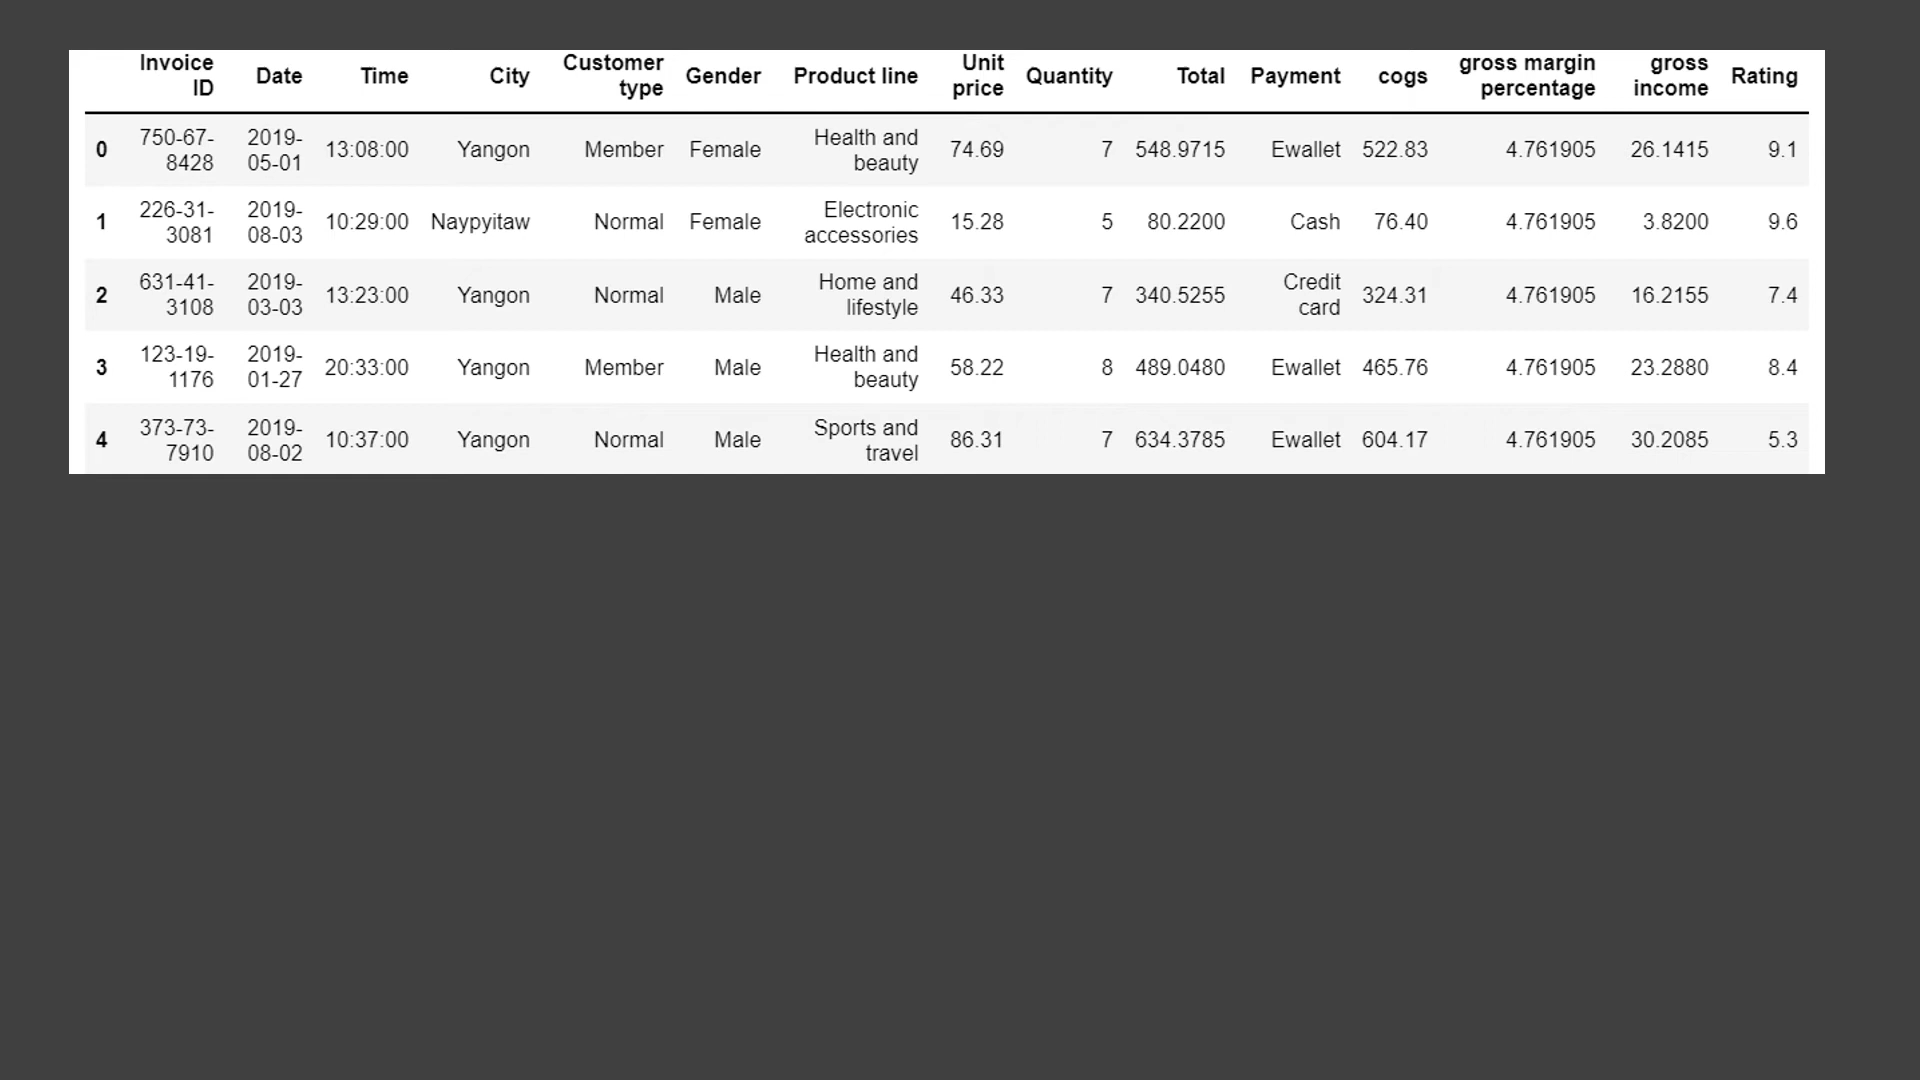 Invoice ID Date Time City Customer type Gender Product line Unit price Quantity Total Payment cogs gross margin percentage gross income Rating
0 750-67-8428 2019-05-01 13:08:00 Yangon Member Female Health and beauty 74.69 7 548.9715 Ewallet 522.83 4.761905 26.1415 9.1
1 226-31-3081 2019-08-03 10:29:00 Naypyitaw Normal Female Electronic accessories 15.28 5 80.2200 Cash 76.40 4.761905 3.8200 9.6
2 631-41-3108 2019-03-03 13:23:00 Yangon Normal Male Home and lifestyle 46.33 7 340.5255 Credit card 324.31 4.761905 16.2155 7.4
3 123-19-1176 2019-01-27 20:33:00 Yangon Member Male Health and beauty 58.22 8 489.0480 Ewallet 465.76 4.761905 23.2880 8.4
4 373-73-7910 2019-08-02 10:37:00 Yangon Normal Male Sports and travel 86.31 7 634.3785 Ewallet 604.17 4.761905 30.2085 5.3